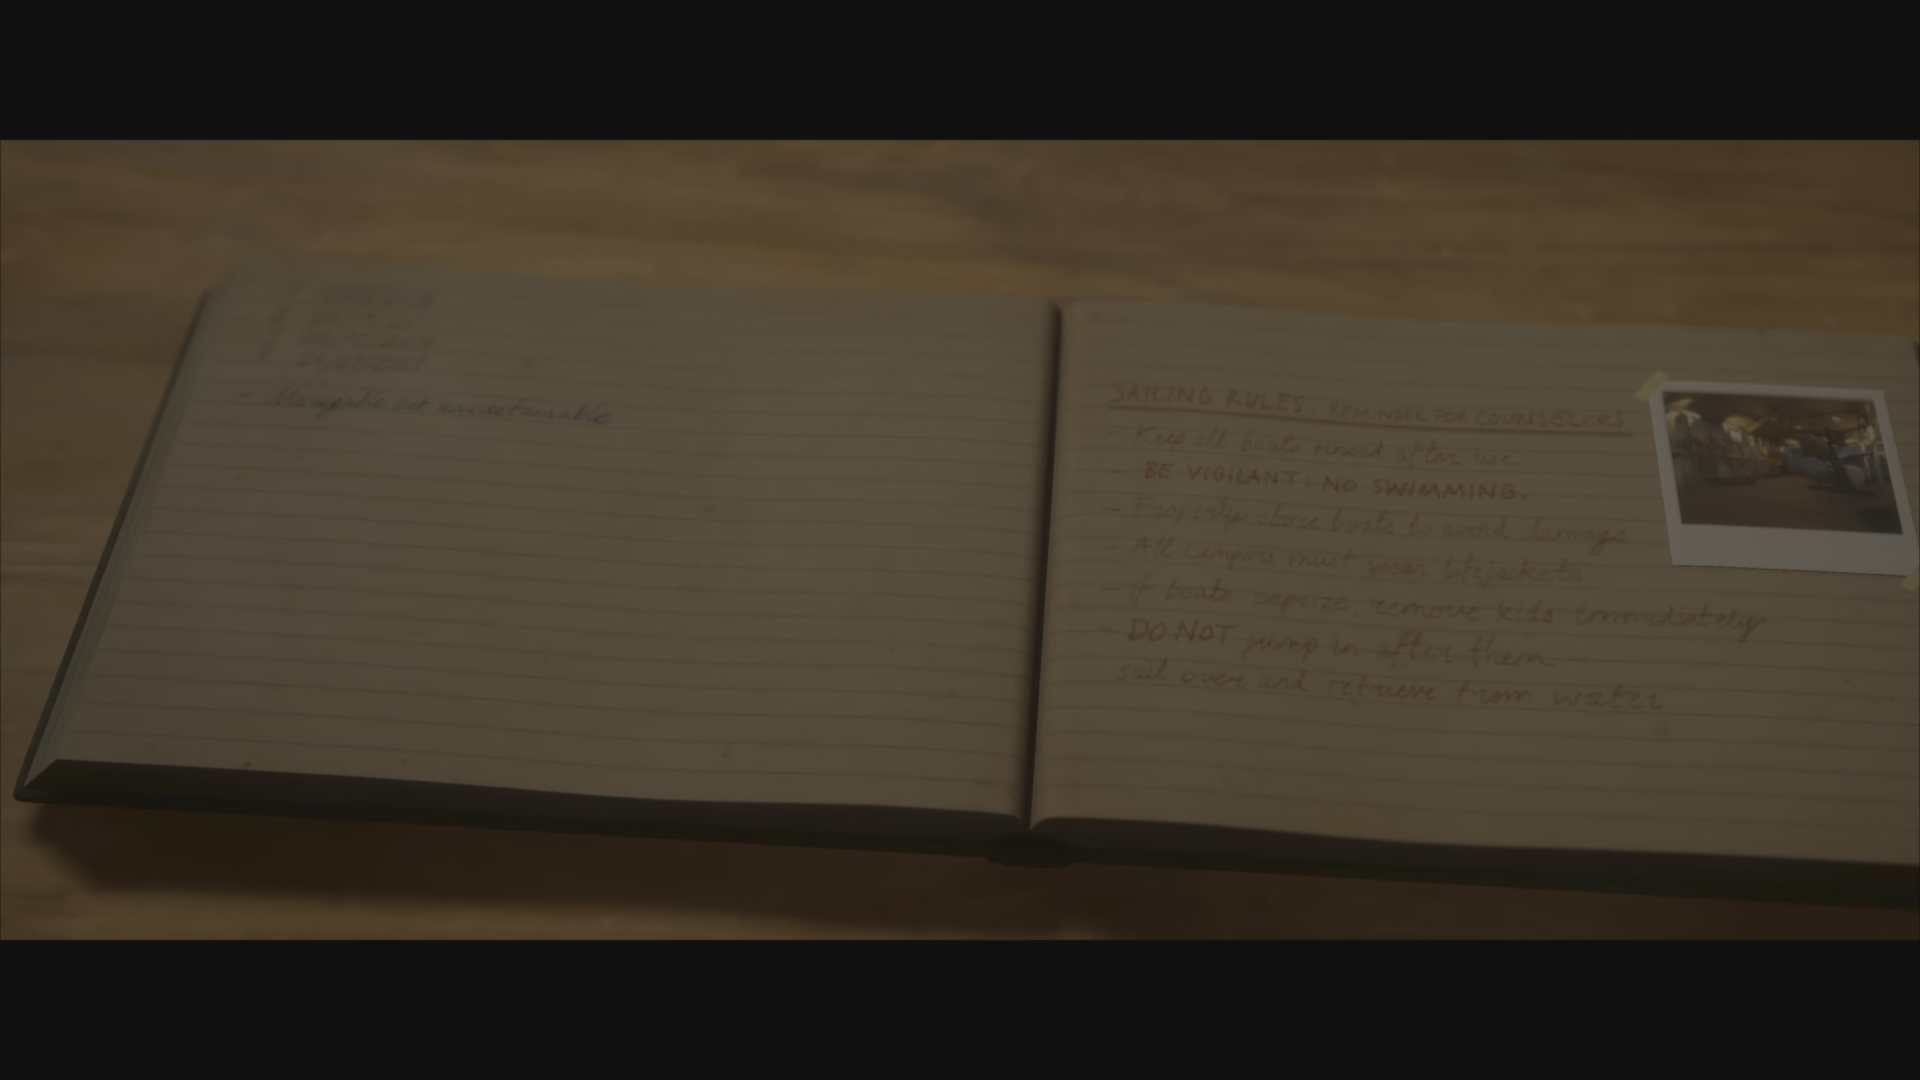 - Manageable but unsustainable
SAILING RULES: REMINDER FOR COUNSELORS
- Keep all boats rinsed after use.
- BE VIGILANT. NO SWIMMING.
- Properly store boats to avoid damage
- All campers must wear lifejackets
- If boats capsize, remove kids immediately
- DO NOT jump in after them —
sail over and retrieve from water